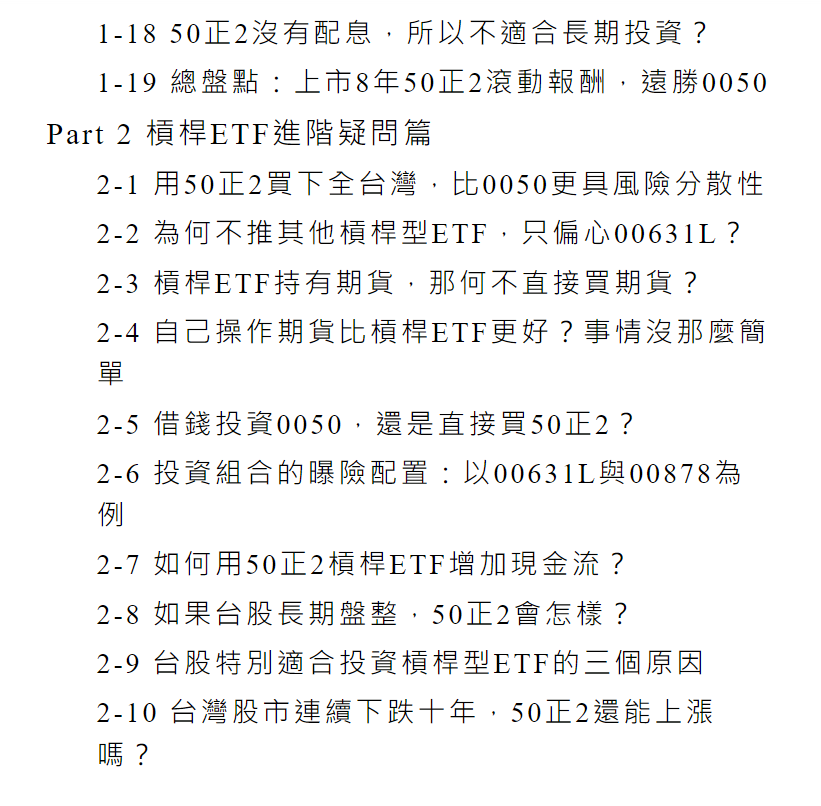 1-18 50正2沒有配息，所以不適合長期投資？
1-19 總盤點：上市8年50正2滾動報酬，遠勝0050
Part 2 槓桿ETF進階疑問篇
2-1 用50正2買下全台灣，比0050更具風險分散性
2-2 為何不推其他槓桿型ETF，只偏心00631L？
2-3 槓桿ETF持有期貨，那何不直接買期貨？
2-4 自己操作期貨比槓桿ETF更好？事情沒那麼簡
單
2-5 借錢投資0050，還是直接買50正2？
2-6 投資組合的曝險配置：以00631L與00878為
例
2-7 如何用50正2槓桿ETF增加現金流？
2-8 如果台股長期盤整，50正2會怎樣？
2-9 台股特別適合投資槓桿型ETF的三個原因
2-10 台灣股市連續下跌十年，50正2還能上漲
嗎？